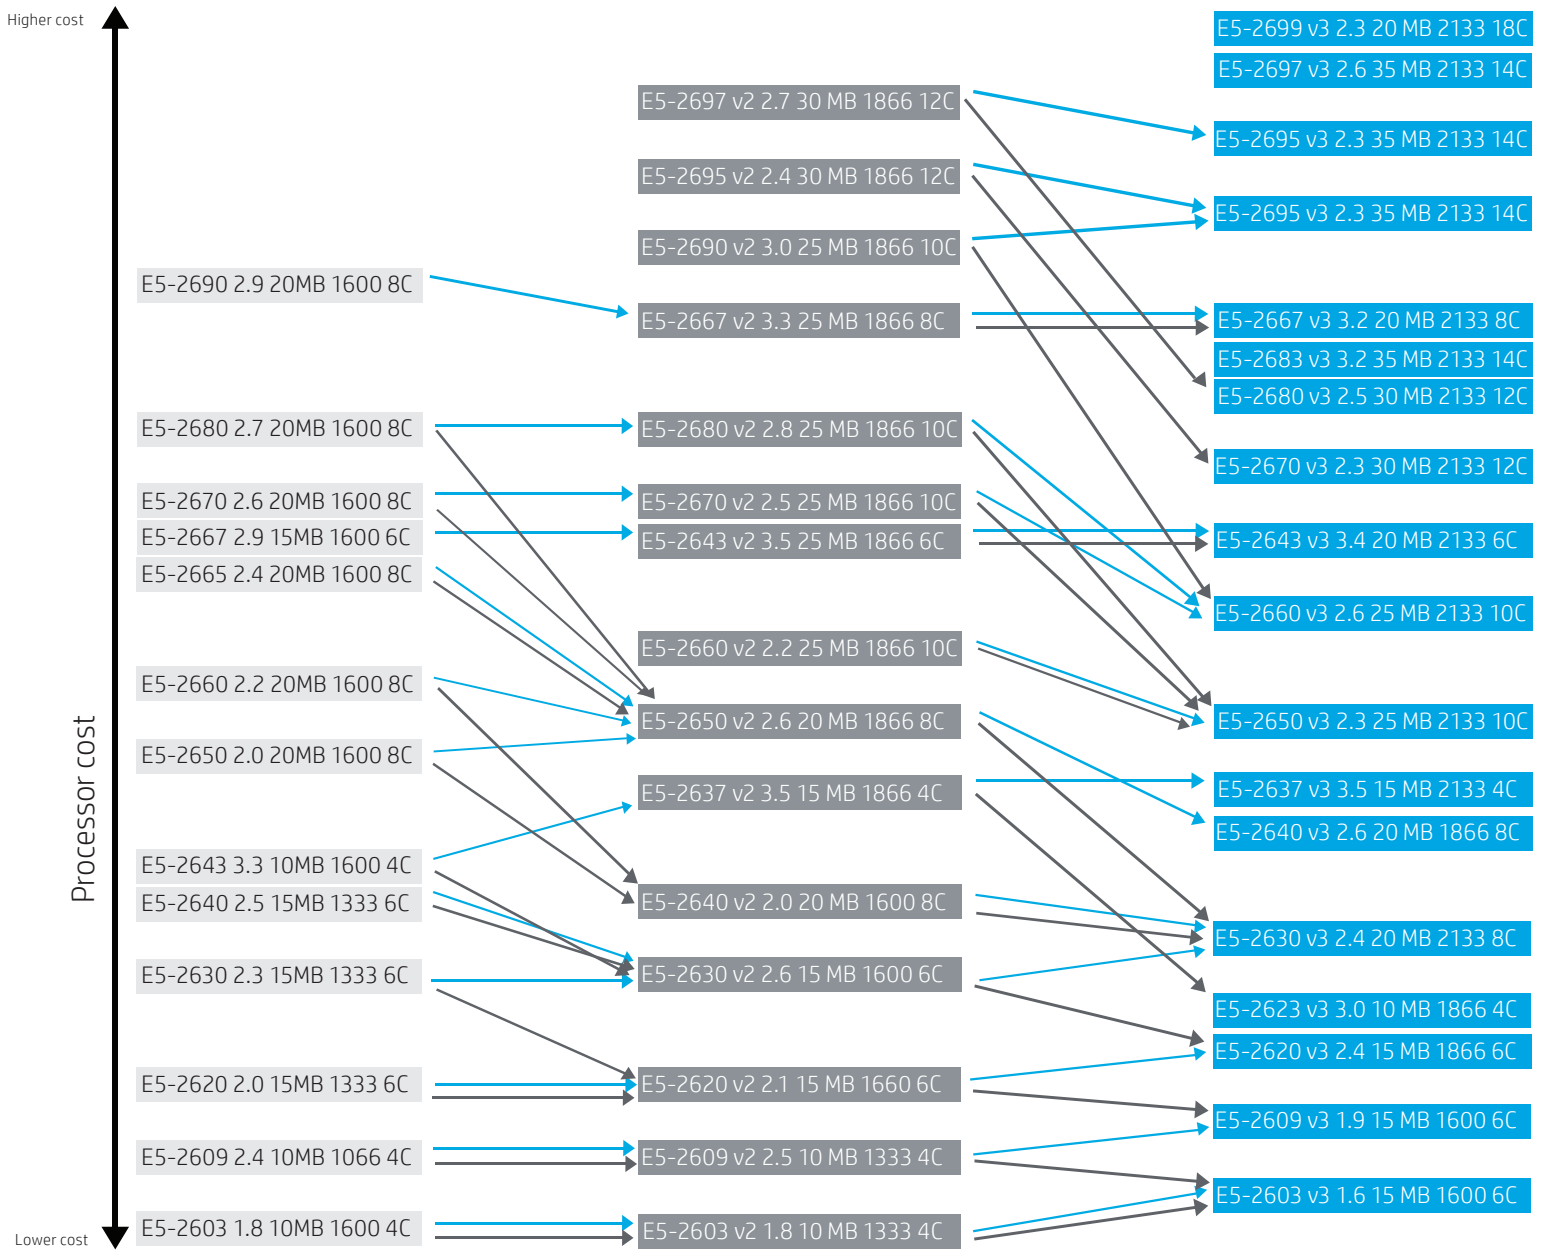 Higher cost
Processor cost
Lower cost
E5-2690 2.9 20MB 1600 8C
E5-2680 2.7 20MB 1600 8C
E5-2670 2.6 20MB 1600 8C
E5-2667 2.9 15MB 1600 6C
E5-2665 2.4 20MB 1600 8C
E5-2660 2.2 20MB 1600 8C
E5-2650 2.0 20MB 1600 8C
E5-2643 3.3 10MB 1600 4C
E5-2640 2.5 15MB 1333 6C
E5-2630 2.3 15MB 1333 6C
E5-2620 2.0 15MB 1333 6C
E5-2609 2.4 10MB 1066 4C
E5-2603 1.8 10MB 1600 4C
E5-2697 v2 2.7 30 MB 1866 12C
E5-2695 v2 2.4 30 MB 1866 12C
E5-2690 v2 3.0 25 MB 1866 10C
E5-2667 v2 3.3 25 MB 1866 8C
E5-2680 v2 2.8 25 MB 1866 10C
E5-2670 v2 2.5 25 MB 1866 10C
E5-2643 v2 3.5 25 MB 1866 6C
E5-2660 v2 2.2 25 MB 1866 10C
E5-2650 v2 2.6 20 MB 1866 8C
E5-2637 v2 3.5 15 MB 1866 4C
E5-2640 v2 2.0 20 MB 1600 8C
E5-2630 v2 2.6 15 MB 1600 6C
E5-2620 v2 2.1 15 MB 1660 6C
E5-2609 v2 2.5 10 MB 1333 4C
E5-2603 v2 1.8 10 MB 1333 4C
E5-2699 v3 2.3 20 MB 2133 18C
E5-2697 v3 2.6 35 MB 2133 14C
E5-2695 v3 2.3 35 MB 2133 14C
E5-2695 v3 2.3 35 MB 2133 14C
E5-2667 v3 3.2 20 MB 2133 8C
E5-2683 v3 3.2 35 MB 2133 14C
E5-2680 v3 2.5 30 MB 2133 12C
E5-2670 v3 2.3 30 MB 2133 12C
E5-2643 v3 3.4 20 MB 2133 6C
E5-2660 v3 2.6 25 MB 2133 10C
E5-2650 v3 2.3 25 MB 2133 10C
E5-2637 v3 3.5 15 MB 2133 4C
E5-2640 v3 2.6 20 MB 1866 8C
E5-2630 v3 2.4 20 MB 2133 8C
E5-2623 v3 3.0 10 MB 1866 4C
E5-2620 v3 2.4 15 MB 1866 6C
E5-2609 v3 1.9 15 MB 1600 6C
E5-2603 v3 1.6 15 MB 1600 6C